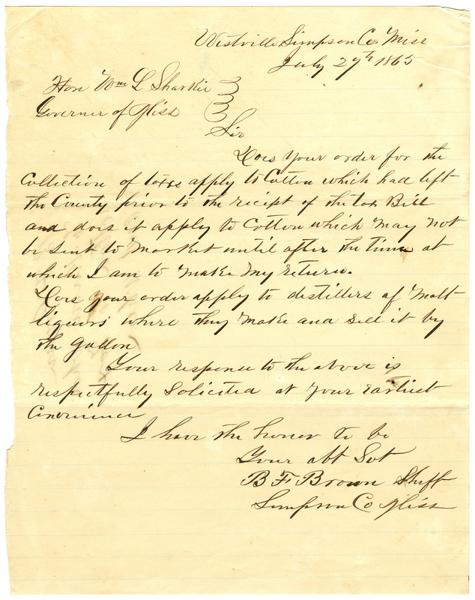 Westville Simpson Co Miss
July 27th 1865
Hon Wm L Sharkie
Governor of Miss
Sir
Does your order for the
Collection of taxes apply to Cotton which had left
the County prior to the receipt of the tax Bill
and does it apply to Cotton which may not
be sent to Market until after the time at
which I am to make my return.
Does your order apply to distillers of Malt
liquors where they make and sell it by
the gallon
Your response to the above is
respectfully Solicited at your Earliest
Convenience
I have the honor to be
Your obt Svt
B F Brown Shff
Simpson Co Miss